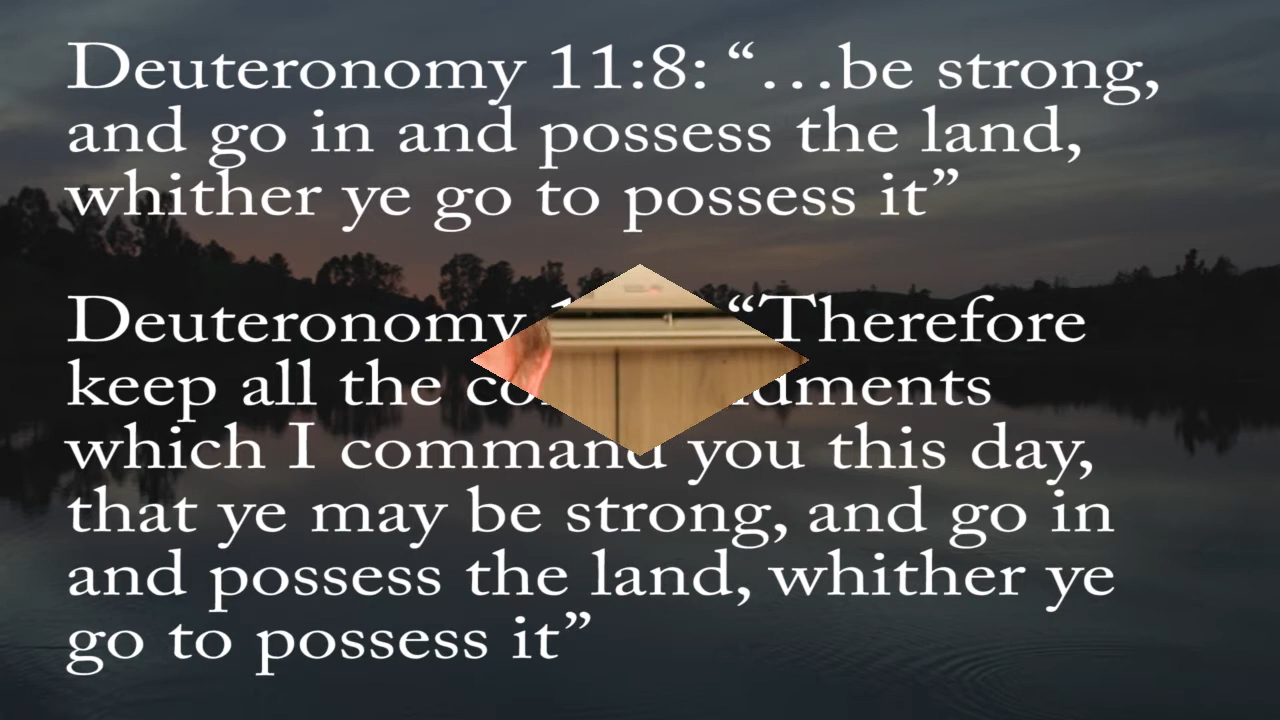 Deuteronomy 11:8: “…be strong,
and go in and possess the land,
whither ye go to possess it”
Deuteronomy “Therefore
keep all the
which I command you this day,
that ye may be strong, and go in
and possess the land, whither ye
go to possess it”